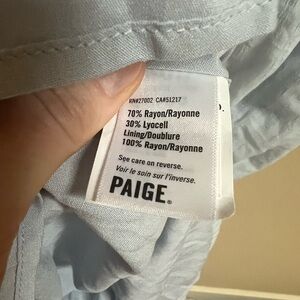 RN#27002 CA#51217
70% Rayon/Rayonne
30% Lyocell
Lining/Doublure
100% Rayon/Rayonne
See care on reverse.
Voir le soin sur l'inverse.
PAIGE®